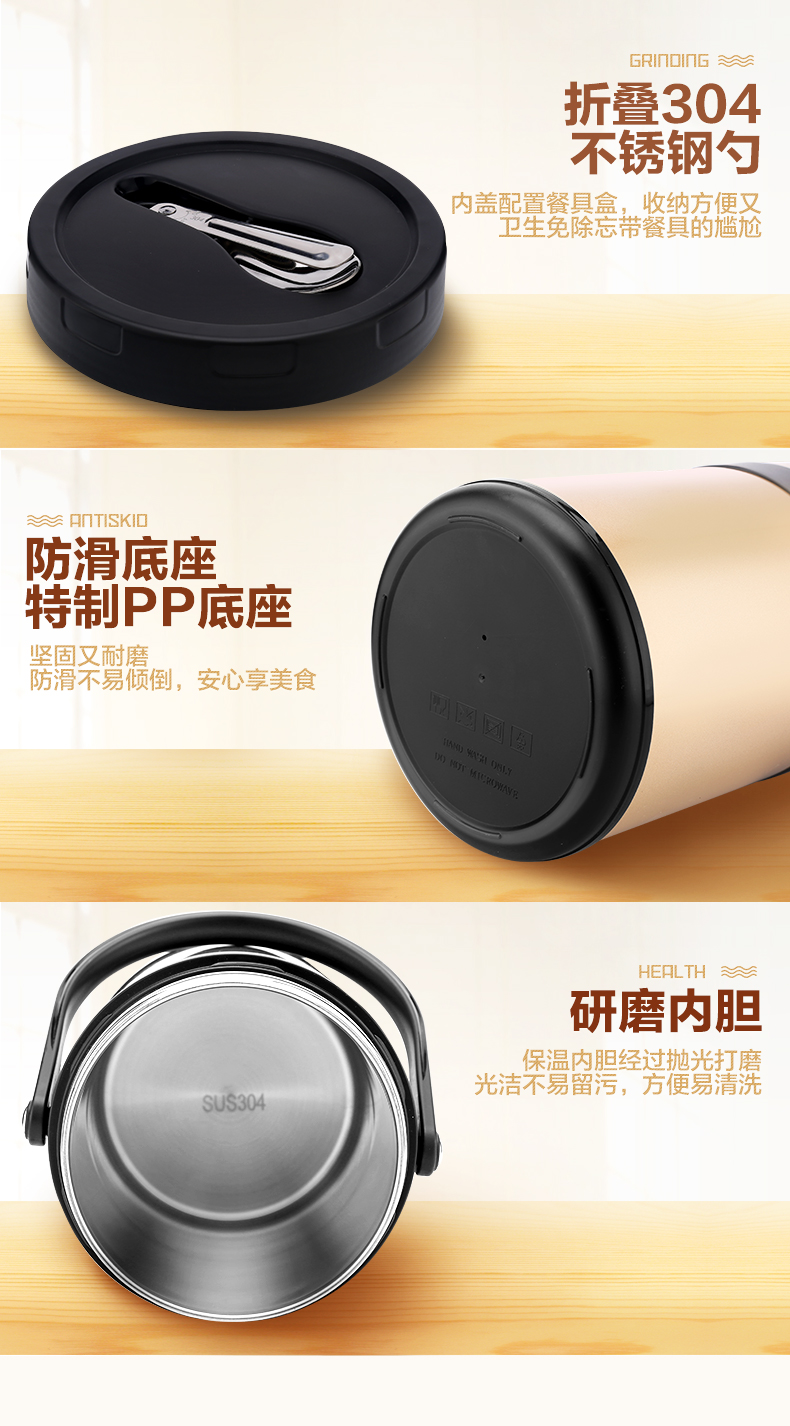 GRINDING
折叠304
不锈钢勺
内盖配置餐具盒，收纳方便又
卫生免除忘带餐具的尴尬
304
ANTISKID
防滑底座
特制PP底座
坚固又耐磨
防滑不易倾倒，安心享美食
HAND WASH ONLY
DO NOT MICROWAVE
HEALTH
研磨内胆
保温内胆经过抛光打磨
光洁不易留污，方便易清洗
SUS304